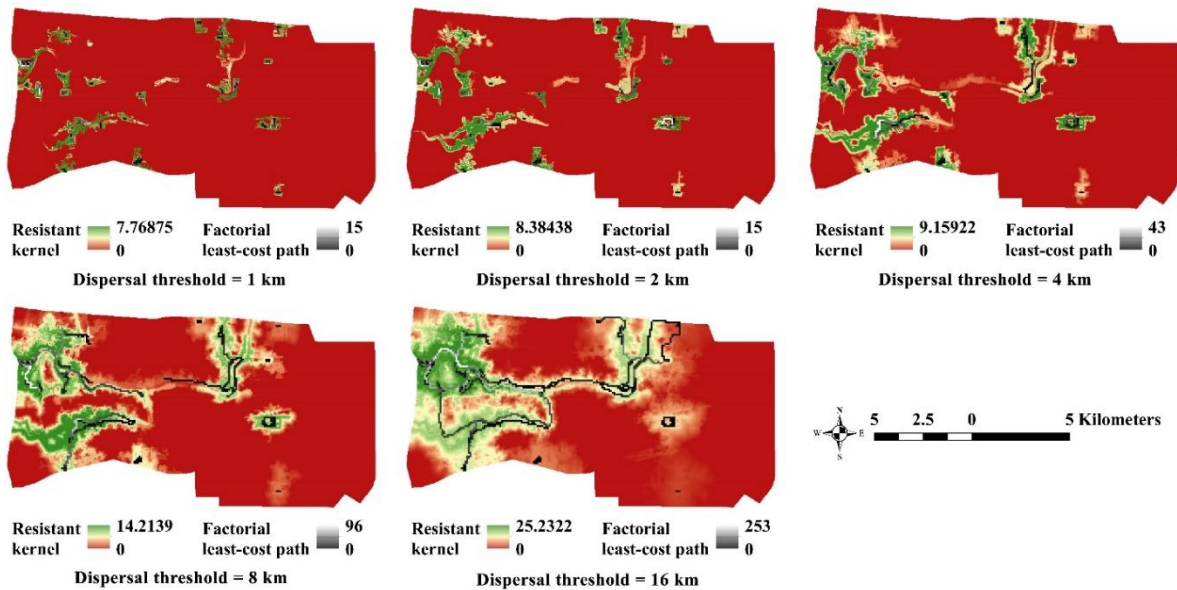 Resistant kernel 7.76875 0 Factorial least-cost path 15 0
Dispersal threshold = 1 km
Resistant kernel 8.38438 0 Factorial least-cost path 15 0
Dispersal threshold = 2 km
Resistant kernel 9.15922 0 Factorial least-cost path 43 0
Dispersal threshold = 4 km
Resistant kernel 14.2139 0 Factorial least-cost path 96 0
Dispersal threshold = 8 km
Resistant kernel 25.2322 0 Factorial least-cost path 253 0
Dispersal threshold = 16 km
N
W E
S
5 2.5 0 5 Kilometers